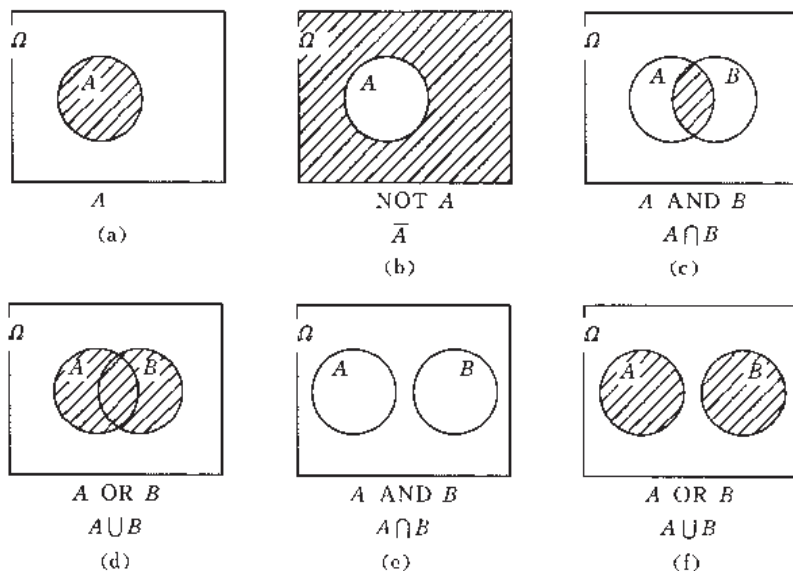 Ω
A
A
(a)
Ω
A
NOT A
A̅
(b)
Ω
A B
A AND B
A⋂B
(c)
Ω
A B
A OR B
A⋃B
(d)
Ω
A B
A AND B
A⋂B
(e)
Ω
A B
A OR B
A⋃B
(f)